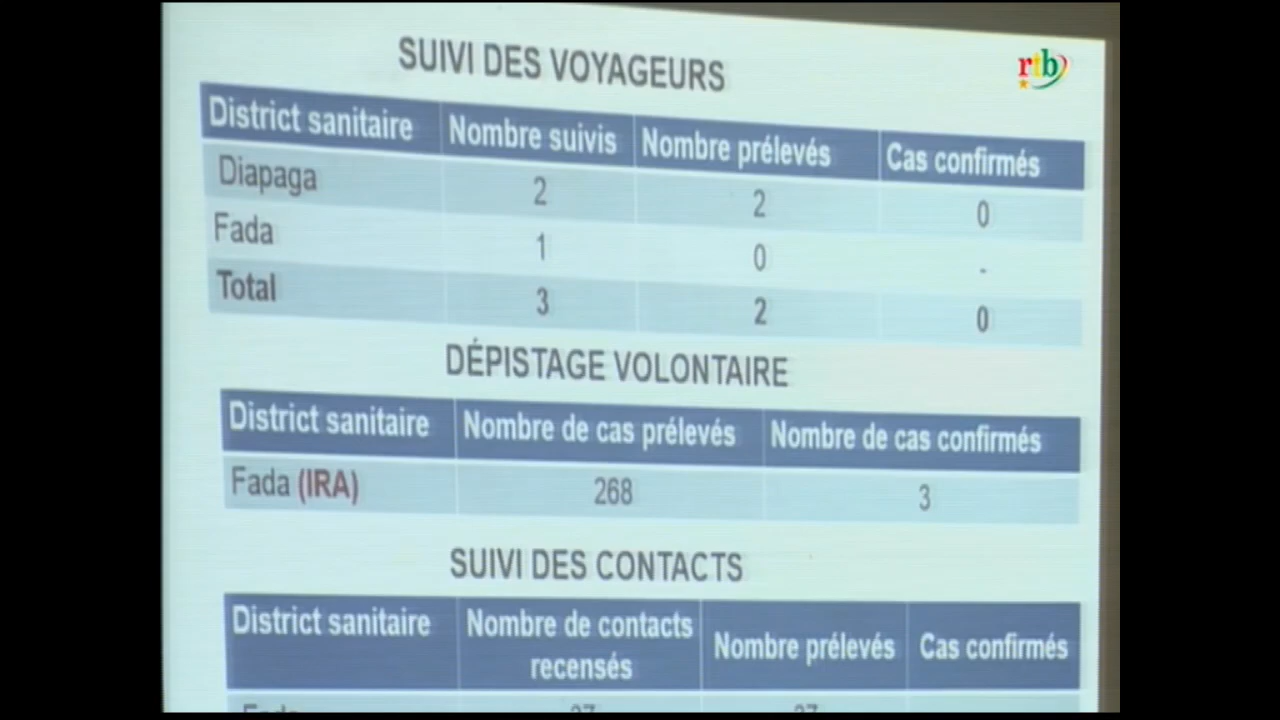 SUIVI DES VOYAGEURS
rtb
District sanitaire Nombre suivis Nombre prélevés Cas confirmés
Diapaga 2 2 0
Fada 1 0 -
Total 3 2 0
DÉPISTAGE VOLONTAIRE
District sanitaire Nombre de cas prélevés Nombre de cas confirmés
Fada (IRA) 268 3
SUIVI DES CONTACTS
District sanitaire Nombre de contacts recensés Nombre prélevés Cas confirmés